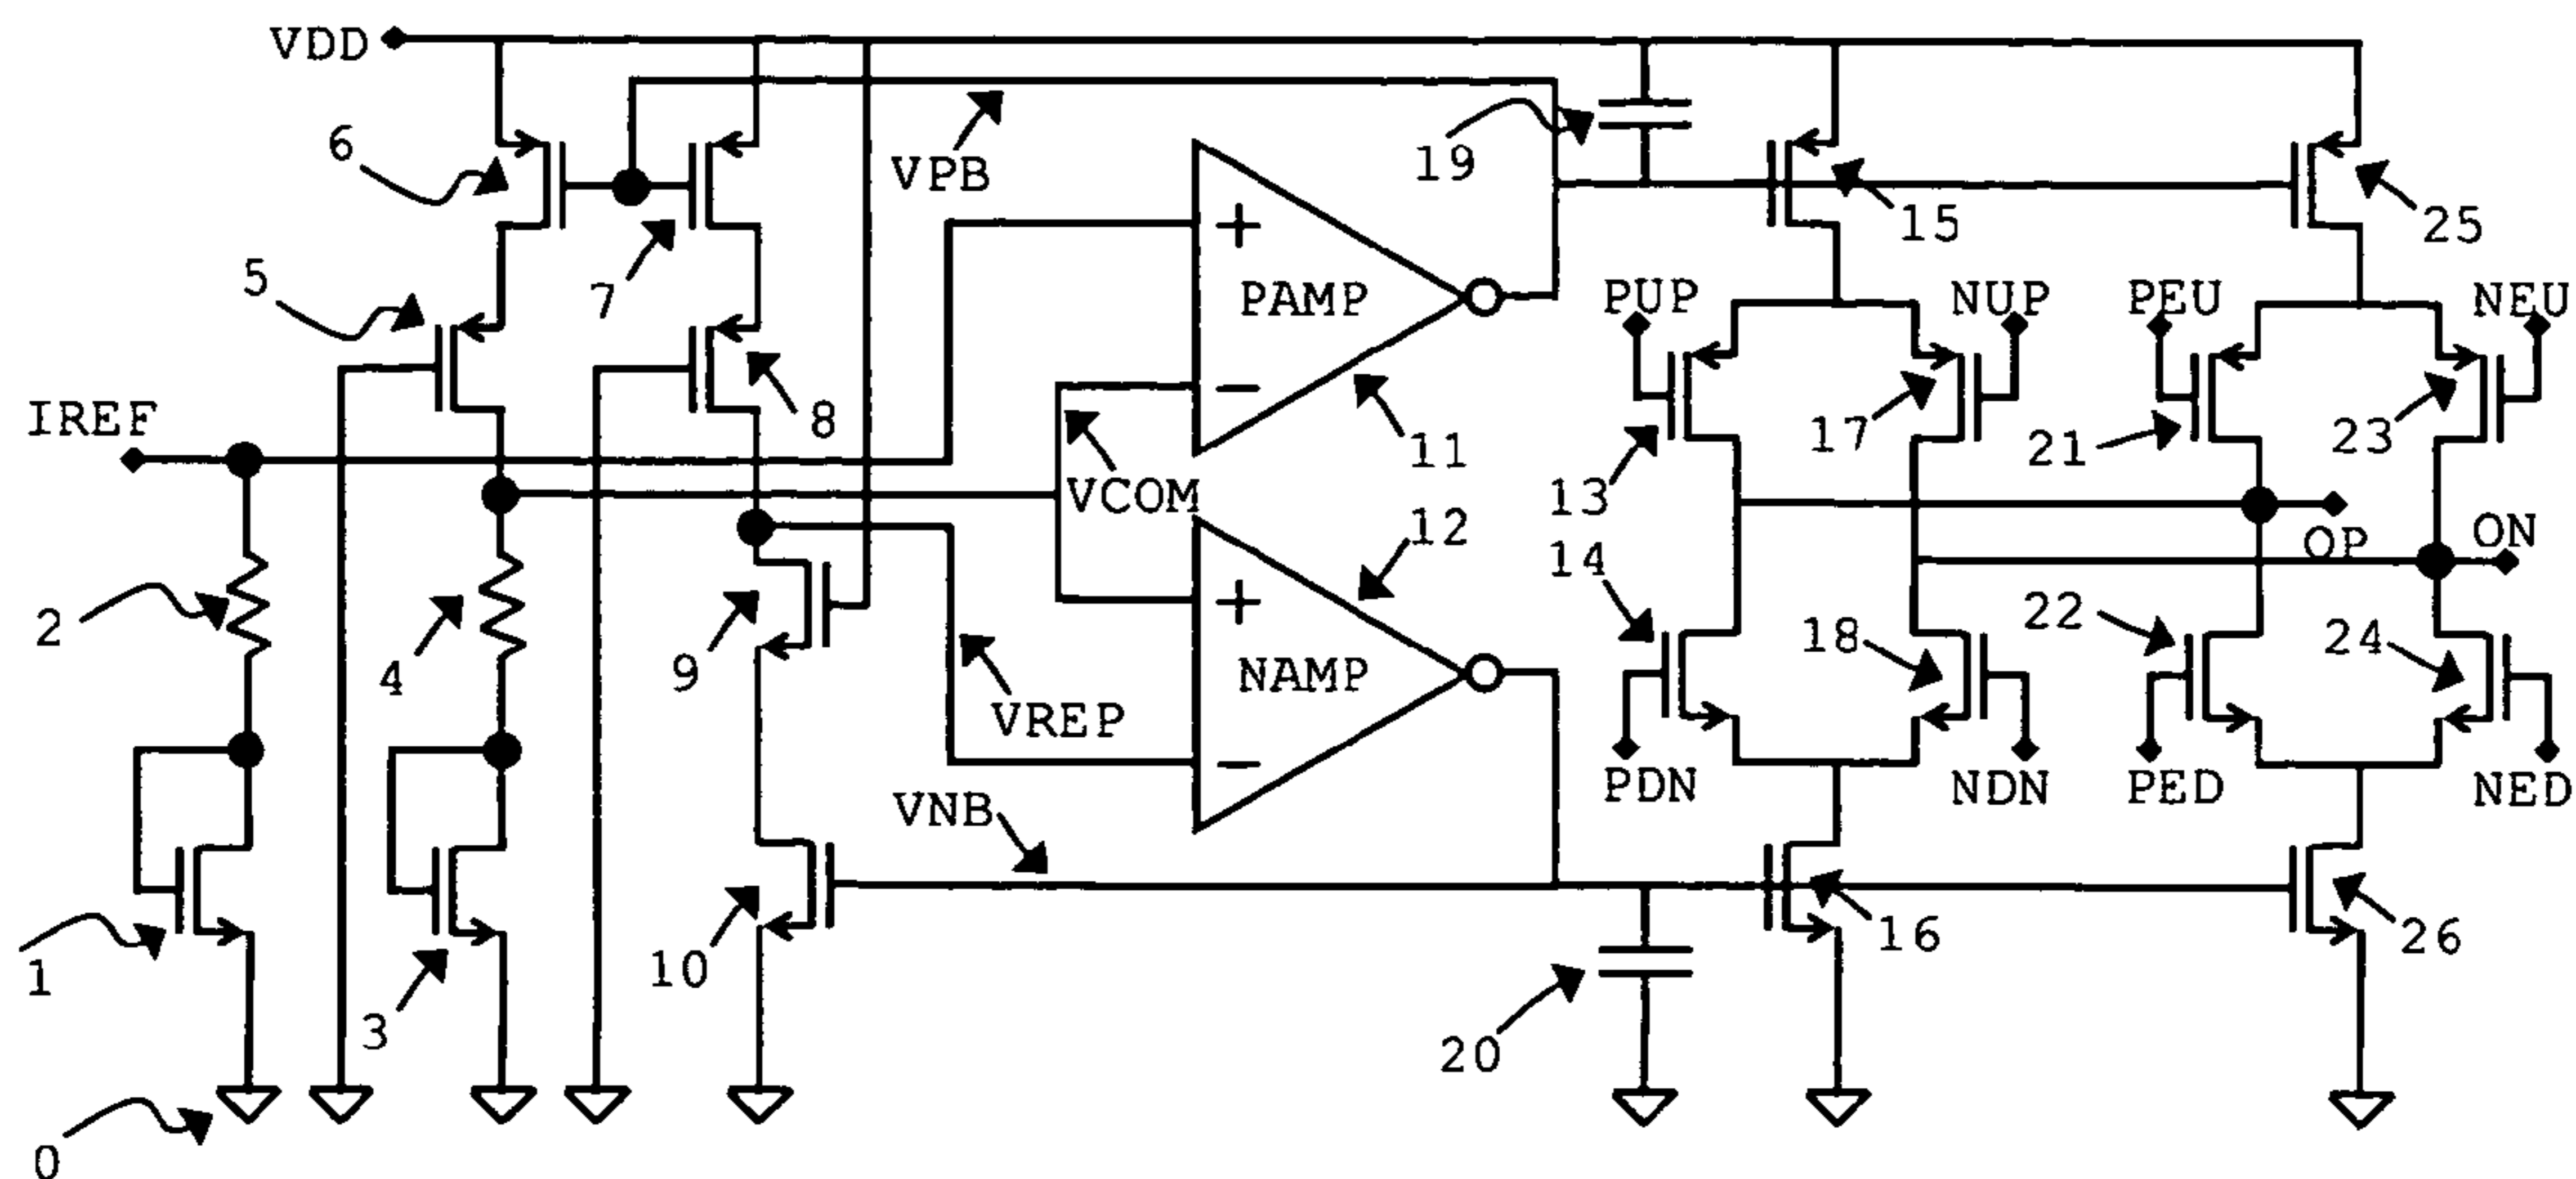 VDD
6
VPB
19
15
25
5
7
PAMP
PUP
NUP
PEU
NEU
IREF
8
11
13
17
21
23
VCOM
12
14
OP
ON
2
4
9
NAMP
VREP
18
22
24
PDN
NDN
PED
NED
VNB
1
3
10
16
26
20
0
+
−
+
−